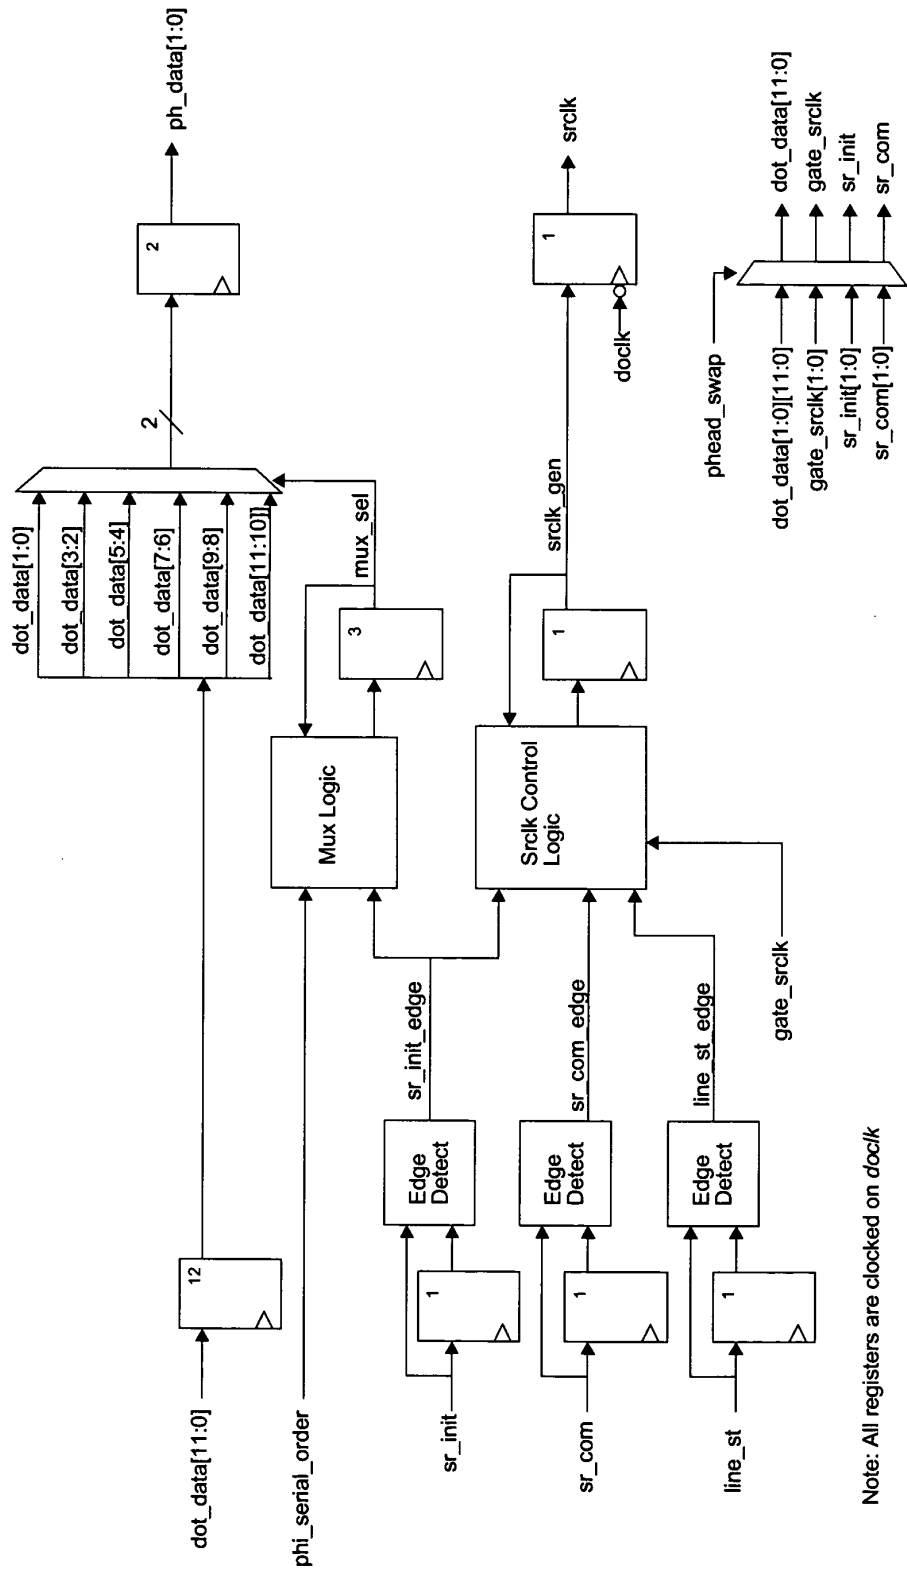 dot_data[11:0]
12
dot_data[1:0]
dot_data[3:2]
dot_data[5:4]
dot_data[7:6]
dot_data[9:8]
dot_data[11:10]]
2
2
ph_data[1:0]
phi_serial_order
Mux Logic
3
mux_sel
sr_init
1
Edge
Detect
sr_init_edge
sr_com
1
Edge
Detect
sr_com_edge
line_st
1
Edge
Detect
line_st_edge
gate_srclk
Srclk Control
Logic
1
srclk_gen
doclk
1
srclk
phead_swap
dot_data[1:0][11:0]
gate_srclk[1:0]
sr_init[1:0]
sr_com[1:0]
dot_data[11:0]
gate_srclk
sr_init
sr_com
Note: All registers are clocked on doclk